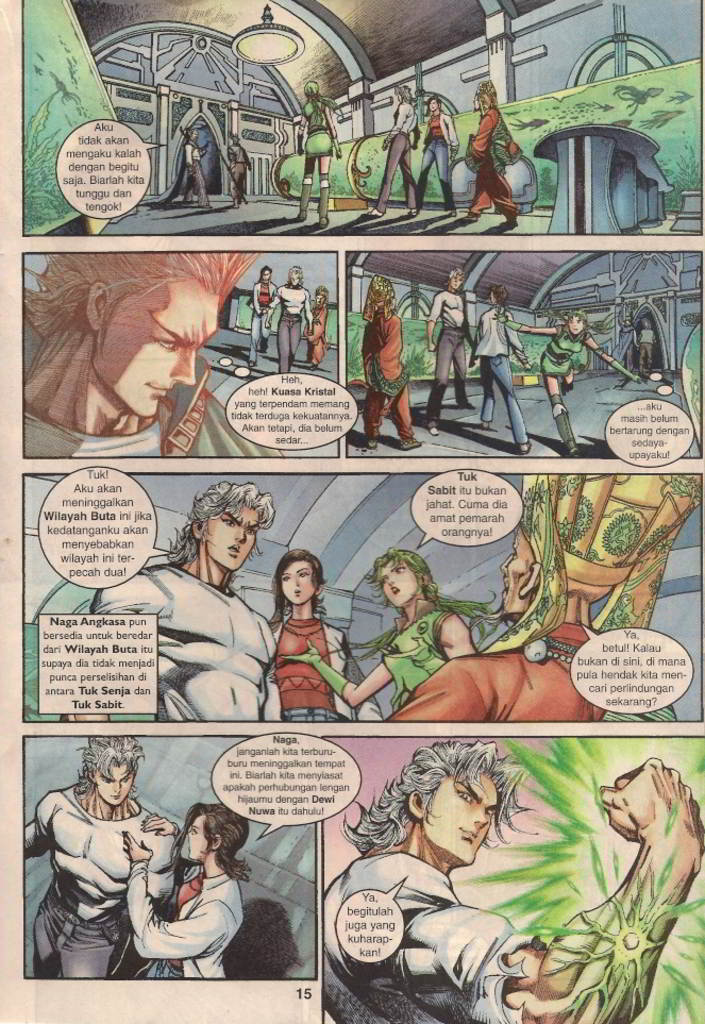 Aku
tidak akan
mengaku kalah
dengan begitu
saja. Biarlah kita
tunggu dan
tengok!
Heh,
heh! Kuasa Kristal
yang terpendam memang
tidak terduga kekuatannya.
Akan tetapi, dia belum
sedar...
...aku
masih belum
bertarung dengan
sedaya-
upayaku!
Tuk!
Aku akan
meninggalkan
Wilayah Buta ini jika
kedatanganku akan
menyebabkan
wilayah ini ter-
pecah dua!
Tuk
Sabit itu bukan
jahat. Cuma dia
amat pemarah
orangnya!
Naga Angkasa pun
bersedia untuk beredar
dari Wilayah Buta itu
supaya dia tidak menjadi
punca perselisihan di
antara Tuk Senja dan
Tuk Sabit.
Ya,
betul! Kalau
bukan di sini, di mana
pula hendak kita men-
cari perlindungan
sekarang?
Naga,
janganlah kita terburu-
buru meninggalkan tempat
ini. Biarlah kita menyiasat
apakah perhubungan lengan
hijaumu dengan Dewi
Nuwa itu dahulu!
Ya,
begitulah
juga yang
kuharap-
kan!
15